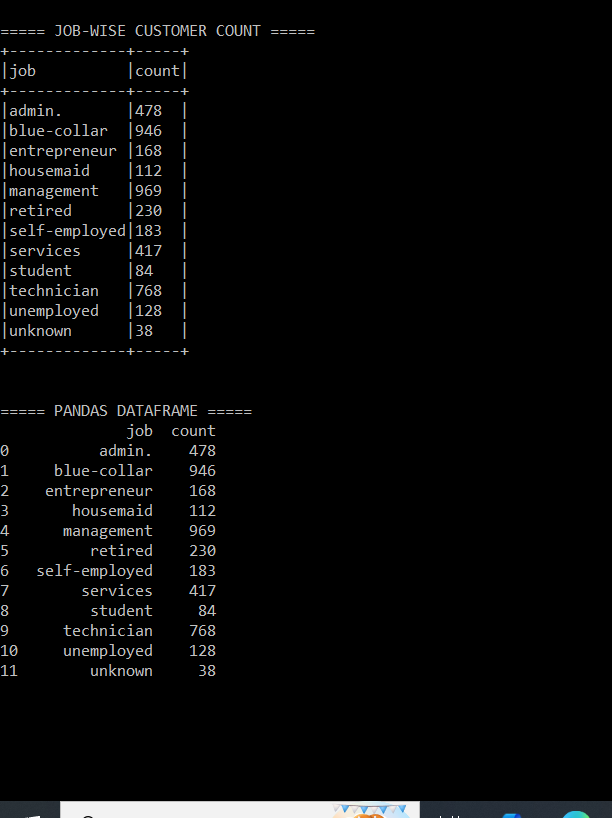 ===== JOB-WISE CUSTOMER COUNT =====
+-------------+-----+
|job          |count|
+-------------+-----+
|admin.       |478  |
|blue-collar  |946  |
|entrepreneur |168  |
|housemaid    |112  |
|management   |969  |
|retired      |230  |
|self-employed|183  |
|services     |417  |
|student      |84   |
|technician   |768  |
|unemployed   |128  |
|unknown      |38   |
+-------------+-----+
===== PANDAS DATAFRAME =====
              job  count
0          admin.    478
1     blue-collar    946
2    entrepreneur    168
3       housemaid    112
4      management    969
5         retired    230
6   self-employed    183
7        services    417
8         student     84
9      technician    768
10     unemployed    128
11        unknown     38